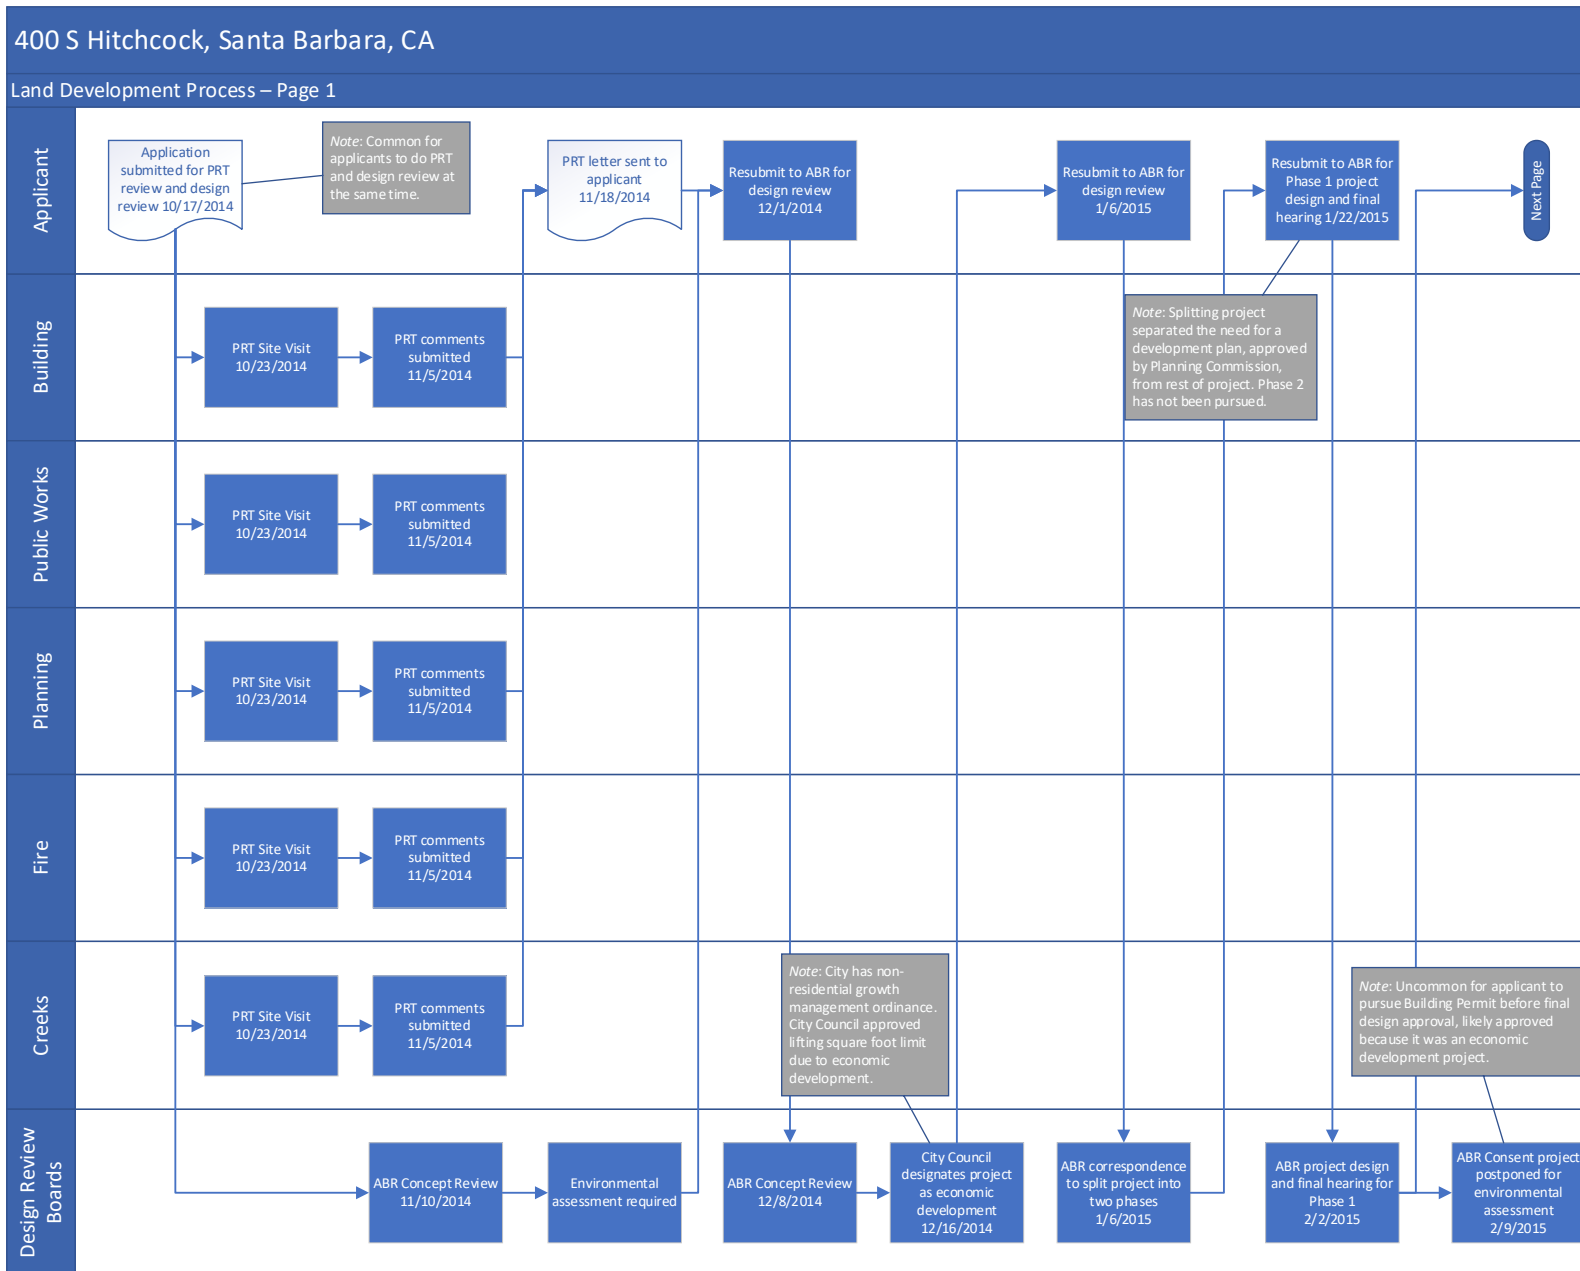 400 S Hitchcock, Santa Barbara, CA
Land Development Process – Page 1
Applicant
Application
submitted for PRT
review and design
review 10/17/2014
Note: Common for
applicants to do PRT
and design review at
the same time.
PRT letter sent to
applicant
11/18/2014
Resubmit to ABR for
design review
12/1/2014
Resubmit to ABR for
design review
1/6/2015
Resubmit to ABR for
Phase 1 project
design and final
hearing 1/22/2015
Next Page
Building
PRT Site Visit
10/23/2014
PRT comments
submitted
11/5/2014
Note: Splitting project
separated the need for a
development plan, approved
by Planning Commission,
from rest of project. Phase 2
has not been pursued.
Public Works
PRT Site Visit
10/23/2014
PRT comments
submitted
11/5/2014
Planning
PRT Site Visit
10/23/2014
PRT comments
submitted
11/5/2014
Fire
PRT Site Visit
10/23/2014
PRT comments
submitted
11/5/2014
Creeks
PRT Site Visit
10/23/2014
PRT comments
submitted
11/5/2014
Note: City has non-
residential growth
management ordinance.
City Council approved
lifting square foot limit
due to economic
development.
Note: Uncommon for applicant to
pursue Building Permit before final
design approval, likely approved
because it was an economic
development project.
Design Review
Boards
ABR Concept Review
11/10/2014
Environmental
assessment required
ABR Concept Review
12/8/2014
City Council
designates project
as economic
development
12/16/2014
ABR correspondence
to split project into
two phases
1/6/2015
ABR project design
and final hearing for
Phase 1
2/2/2015
ABR Consent project
postponed for
environmental
assessment
2/9/2015